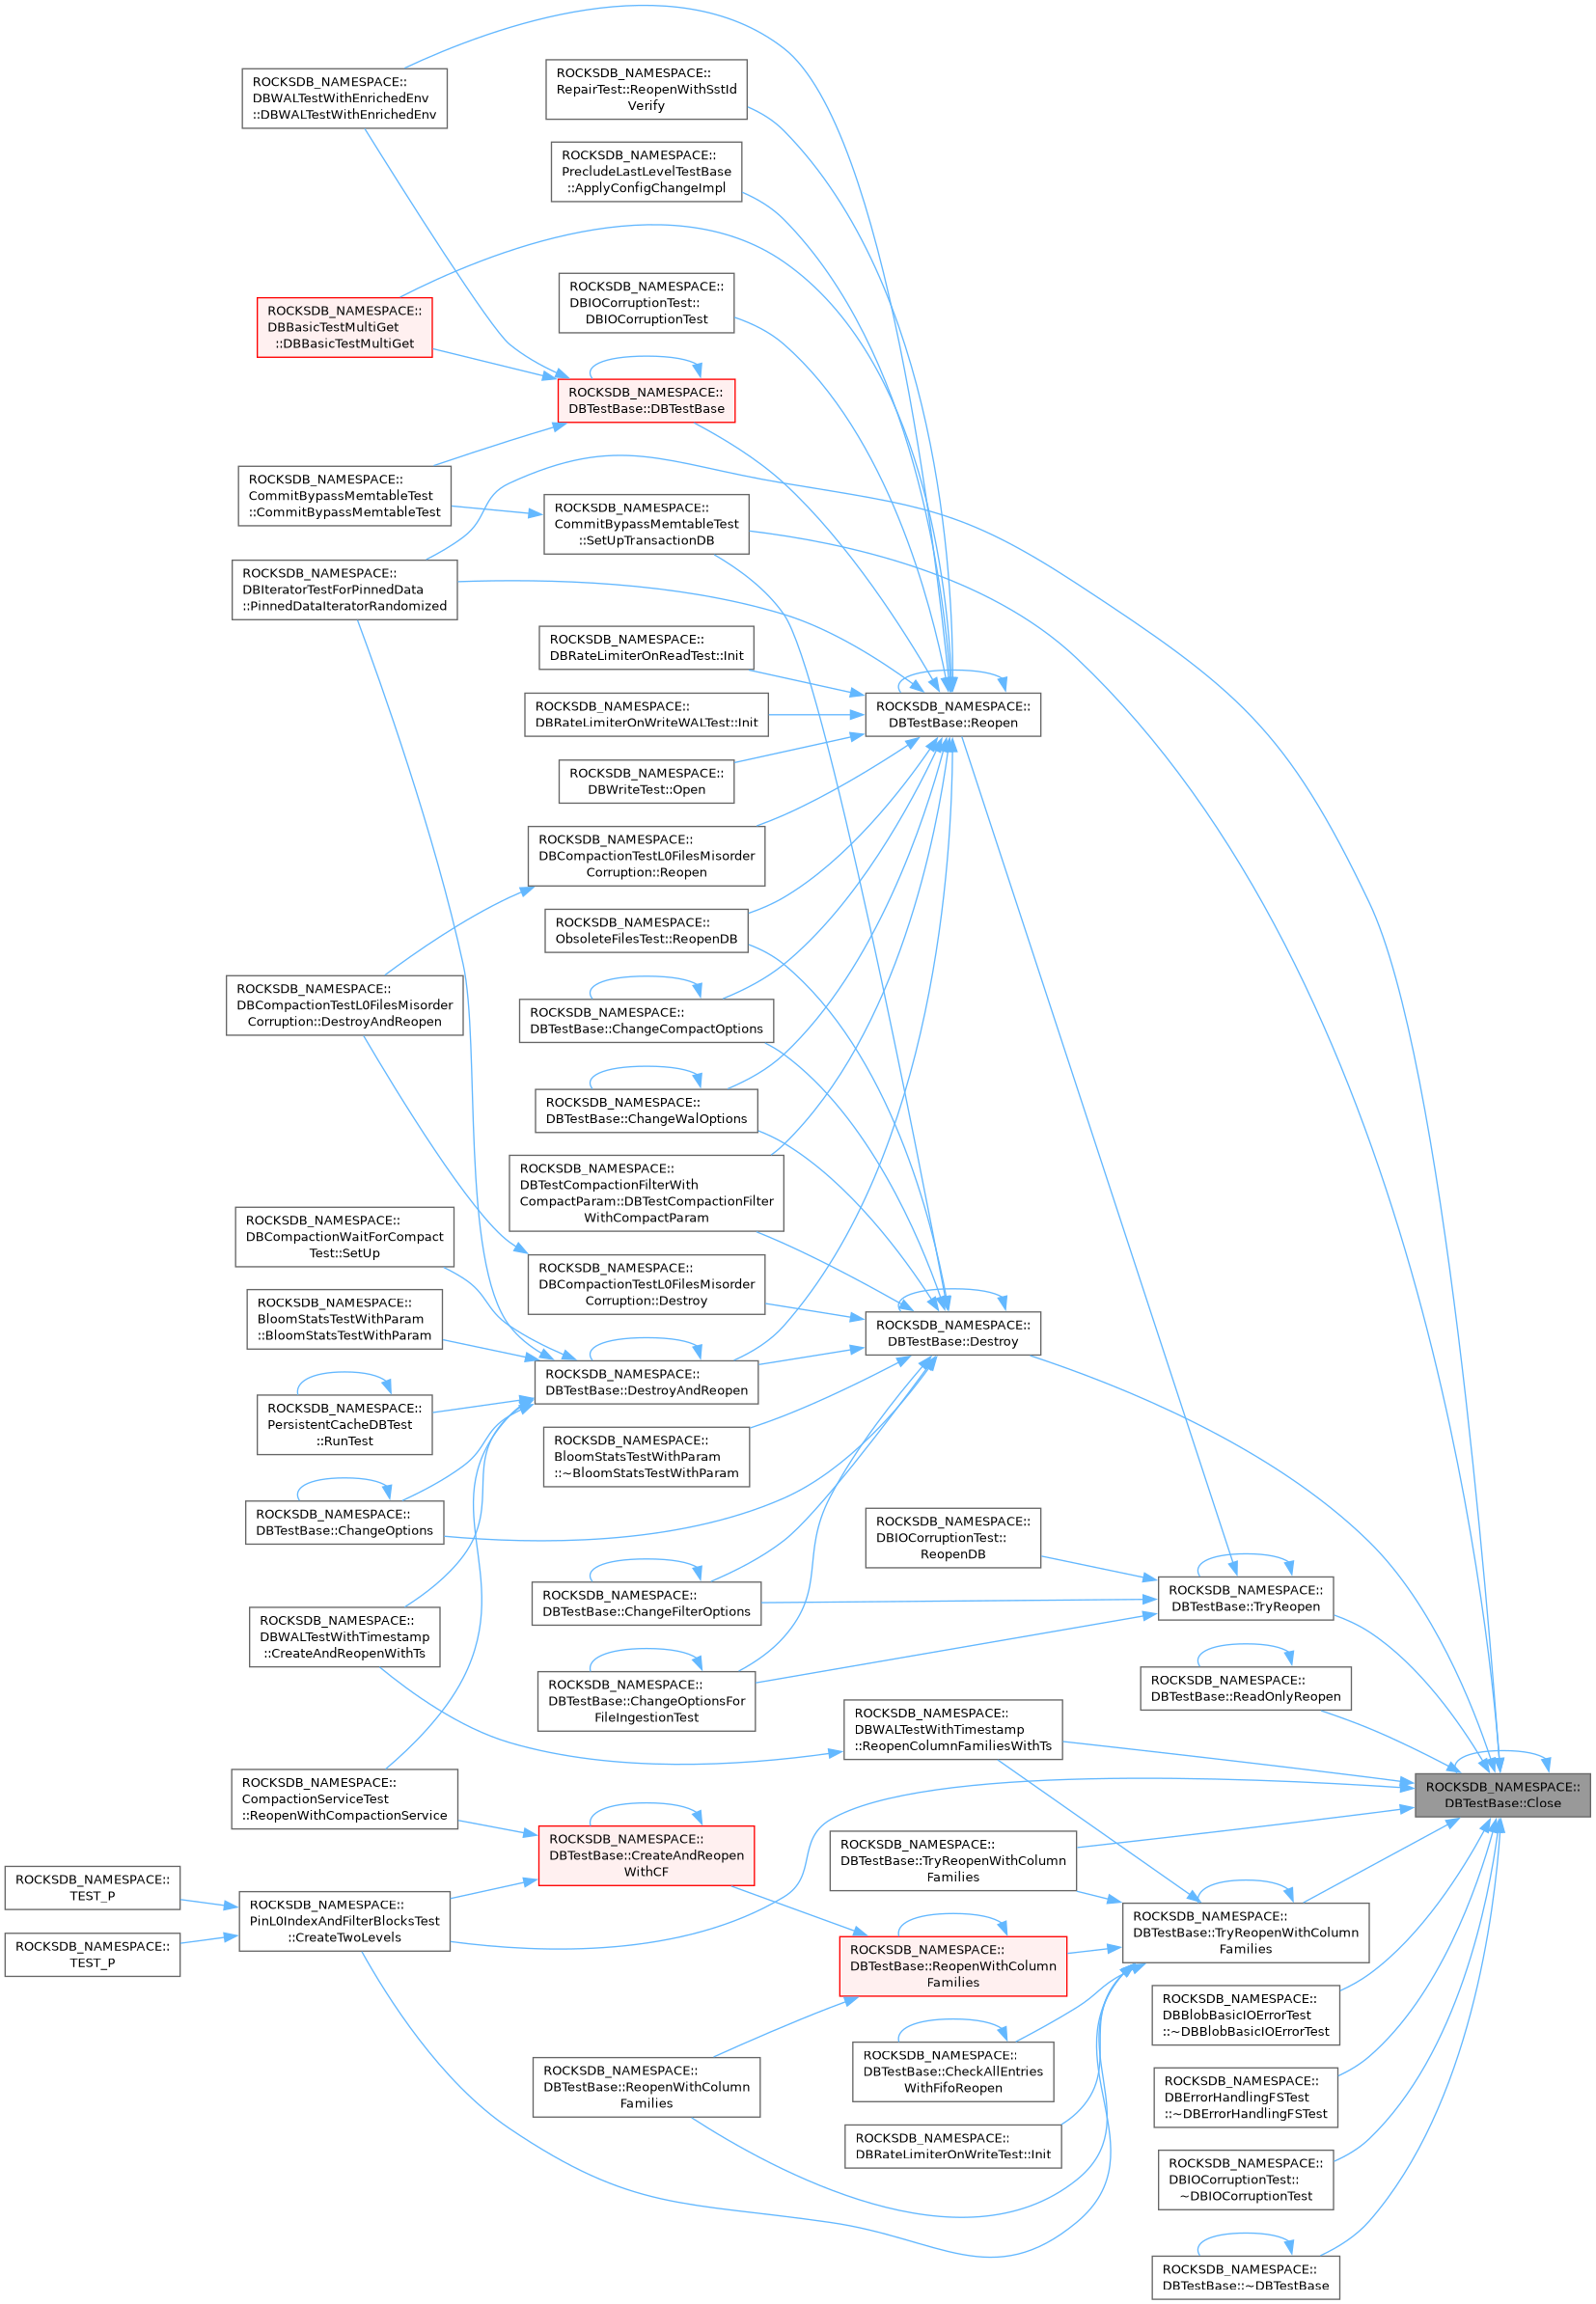 ROCKSDB_NAMESPACE::
DBWALTestWithEnrichedEnv
::DBWALTestWithEnrichedEnv
ROCKSDB_NAMESPACE::
RepairTest::ReopenWithSstId
Verify
ROCKSDB_NAMESPACE::
PrecludeLastLevelTestBase
::ApplyConfigChangeImpl
ROCKSDB_NAMESPACE::
DBIOCorruptionTest::
DBIOCorruptionTest
ROCKSDB_NAMESPACE::
DBBasicTestMultiGet
::DBBasicTestMultiGet
ROCKSDB_NAMESPACE::
DBTestBase::DBTestBase
ROCKSDB_NAMESPACE::
CommitBypassMemtableTest
::CommitBypassMemtableTest
ROCKSDB_NAMESPACE::
CommitBypassMemtableTest
::SetUpTransactionDB
ROCKSDB_NAMESPACE::
DBIteratorTestForPinnedData
::PinnedDataIteratorRandomized
ROCKSDB_NAMESPACE::
DBRateLimiterOnReadTest::Init
ROCKSDB_NAMESPACE::
DBRateLimiterOnWriteWALTest::Init
ROCKSDB_NAMESPACE::
DBTestBase::Reopen
ROCKSDB_NAMESPACE::
DBWriteTest::Open
ROCKSDB_NAMESPACE::
DBCompactionTestL0FilesMisorder
Corruption::Reopen
ROCKSDB_NAMESPACE::
ObsoleteFilesTest::ReopenDB
ROCKSDB_NAMESPACE::
DBCompactionTestL0FilesMisorder
Corruption::DestroyAndReopen
ROCKSDB_NAMESPACE::
DBTestBase::ChangeCompactOptions
ROCKSDB_NAMESPACE::
DBTestBase::ChangeWalOptions
ROCKSDB_NAMESPACE::
DBTestCompactionFilterWith
CompactParam::DBTestCompactionFilter
WithCompactParam
ROCKSDB_NAMESPACE::
DBCompactionWaitForCompact
Test::SetUp
ROCKSDB_NAMESPACE::
DBCompactionTestL0FilesMisorder
Corruption::Destroy
ROCKSDB_NAMESPACE::
BloomStatsTestWithParam
::BloomStatsTestWithParam
ROCKSDB_NAMESPACE::
DBTestBase::Destroy
ROCKSDB_NAMESPACE::
DBTestBase::DestroyAndReopen
ROCKSDB_NAMESPACE::
PersistentCacheDBTest
::RunTest
ROCKSDB_NAMESPACE::
BloomStatsTestWithParam
::~BloomStatsTestWithParam
ROCKSDB_NAMESPACE::
DBTestBase::ChangeOptions
ROCKSDB_NAMESPACE::
DBIOCorruptionTest::
ReopenDB
ROCKSDB_NAMESPACE::
DBTestBase::ChangeFilterOptions
ROCKSDB_NAMESPACE::
DBTestBase::TryReopen
ROCKSDB_NAMESPACE::
DBWALTestWithTimestamp
::CreateAndReopenWithTs
ROCKSDB_NAMESPACE::
DBTestBase::ChangeOptionsFor
FileIngestionTest
ROCKSDB_NAMESPACE::
DBTestBase::ReadOnlyReopen
ROCKSDB_NAMESPACE::
DBWALTestWithTimestamp
::ReopenColumnFamiliesWithTs
ROCKSDB_NAMESPACE::
DBTestBase::Close
ROCKSDB_NAMESPACE::
CompactionServiceTest
::ReopenWithCompactionService
ROCKSDB_NAMESPACE::
DBTestBase::CreateAndReopen
WithCF
ROCKSDB_NAMESPACE::
DBTestBase::TryReopenWithColumn
Families
ROCKSDB_NAMESPACE::
TEST_P
ROCKSDB_NAMESPACE::
PinL0IndexAndFilterBlocksTest
::CreateTwoLevels
ROCKSDB_NAMESPACE::
TEST_P
ROCKSDB_NAMESPACE::
DBTestBase::TryReopenWithColumn
Families
ROCKSDB_NAMESPACE::
DBTestBase::ReopenWithColumn
Families
ROCKSDB_NAMESPACE::
DBBlobBasicIOErrorTest
::~DBBlobBasicIOErrorTest
ROCKSDB_NAMESPACE::
DBTestBase::CheckAllEntries
WithFifoReopen
ROCKSDB_NAMESPACE::
DBTestBase::ReopenWithColumn
Families
ROCKSDB_NAMESPACE::
DBErrorHandlingFSTest
::~DBErrorHandlingFSTest
ROCKSDB_NAMESPACE::
DBRateLimiterOnWriteTest::Init
ROCKSDB_NAMESPACE::
DBIOCorruptionTest::
~DBIOCorruptionTest
ROCKSDB_NAMESPACE::
DBTestBase::~DBTestBase